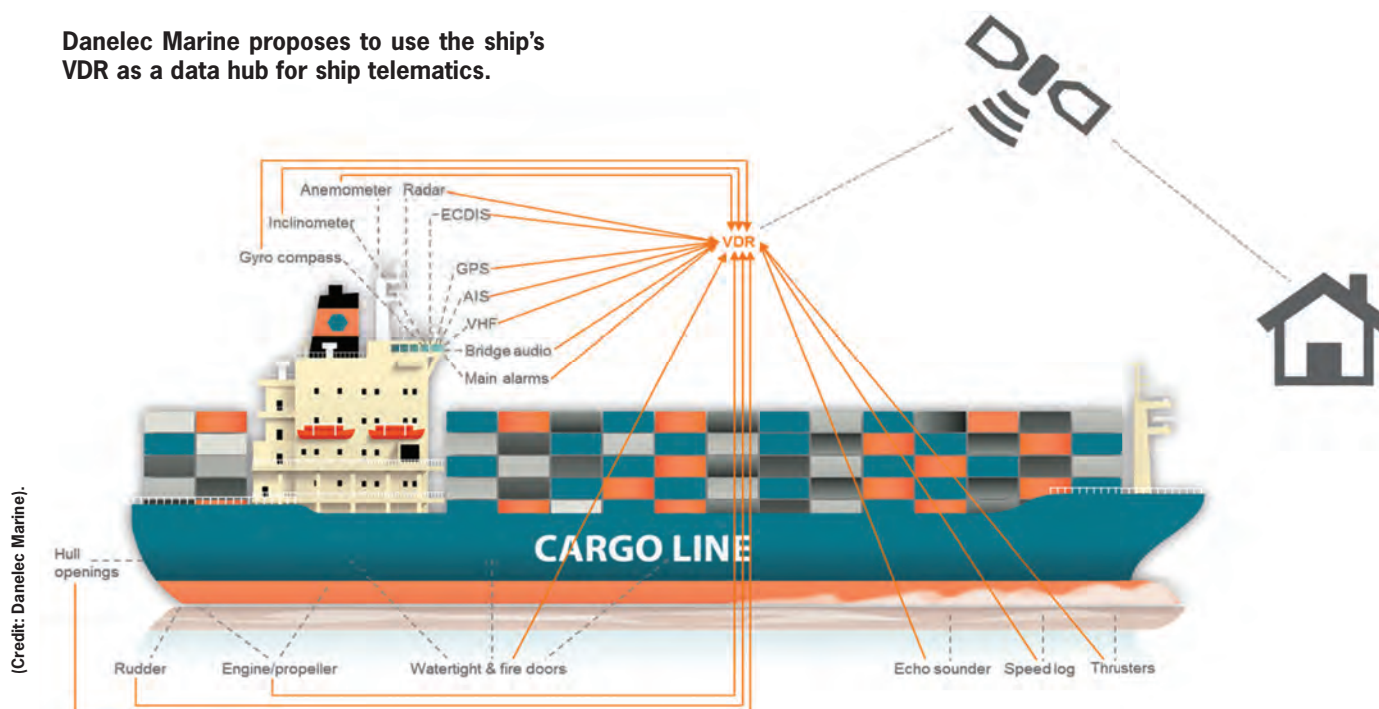 Danelec Marine proposes to use the ship's
VDR as a data hub for ship telematics.
Anemometer Radar
Inclinometer
ECDIS
Gyro compass
VDR
GPS
AIS
VHF
Bridge audio
Main alarms
CARGO LINE
Hull
openings
Rudder
Engine/propeller
Watertight & fire doors
Echo sounder
Speed log
Thrusters
(Credit: Danelec Marine).